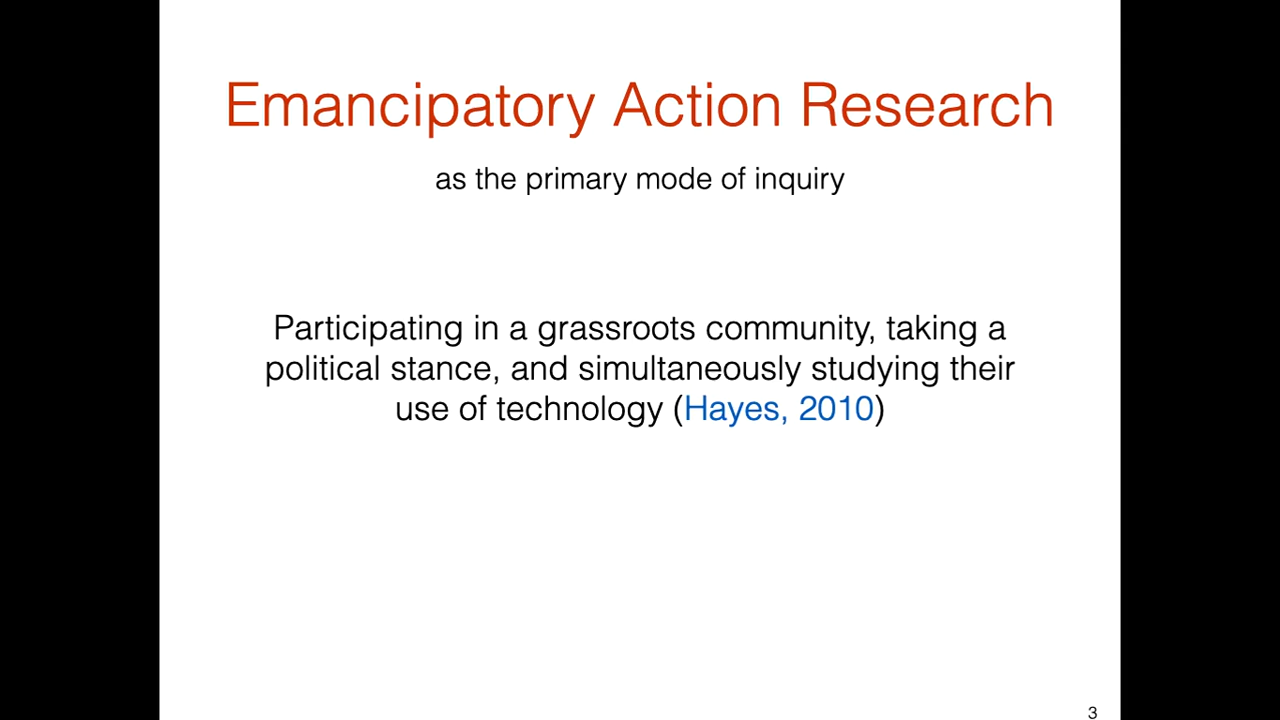 Emancipatory Action Research
as the primary mode of inquiry
Participating in a grassroots community, taking a
political stance, and simultaneously studying their
use of technology (Hayes, 2010)
3